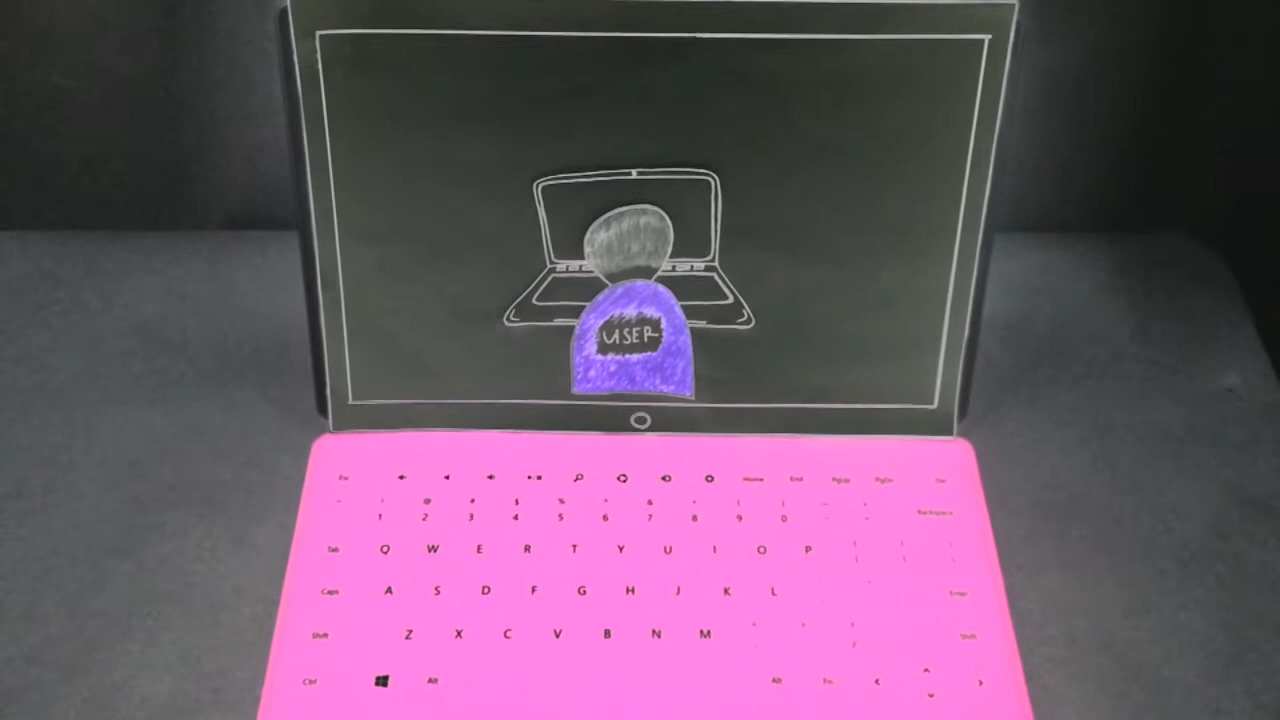 USER
Esc Home End PgUp PgDn Del
! @ # $ % ^ & * ( )
1 2 3 4 5 6 7 8 9 0 Backspace
Tab Q W E R T Y U I O P
Caps A S D F G H J K L Enter
Shift Z X C V B N M Shift
Ctrl Alt Alt Fn